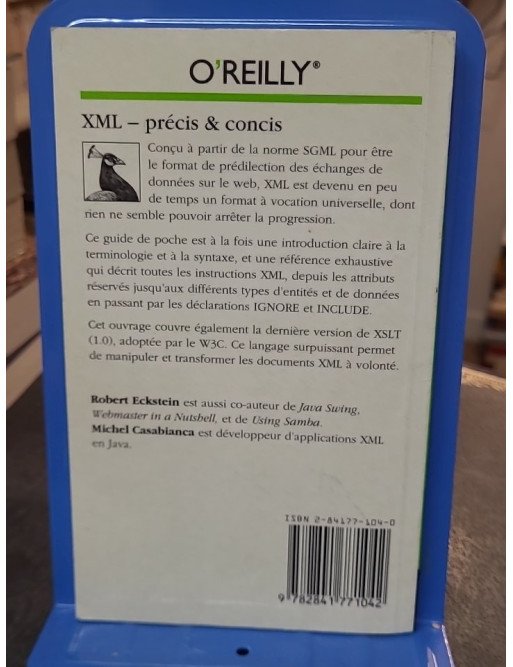 O'REILLY®
XML – précis & concis
Conçu à partir de la norme SGML pour être
le format de prédilection des échanges de
données sur le web, XML est devenu en peu
de temps un format à vocation universelle, dont
rien ne semble pouvoir arrêter la progression.
Ce guide de poche est à la fois une introduction claire à la
terminologie et à la syntaxe, et une référence exhaustive
qui décrit toutes les instructions XML, depuis les attributs
réservés jusqu'aux différents types d'entités et de données
en passant par les déclarations IGNORE et INCLUDE.
Cet ouvrage couvre également la dernière version de XSLT
(1.0), adoptée par le W3C. Ce langage surpuissant permet
de manipuler et transformer les documents XML à volonté.
Robert Eckstein est aussi co-auteur de Java Swing,
Webmaster in a Nutshell, et de Using Samba.
Michel Casabianca est développeur d'applications XML
en Java.
ISBN 2-84177-104-0
9 782841 771042